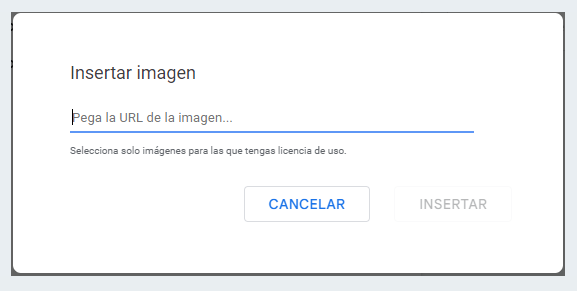 Insertar imagen
Pega la URL de la imagen...
Selecciona solo imágenes para las que tengas licencia de uso.
CANCELAR INSERTAR